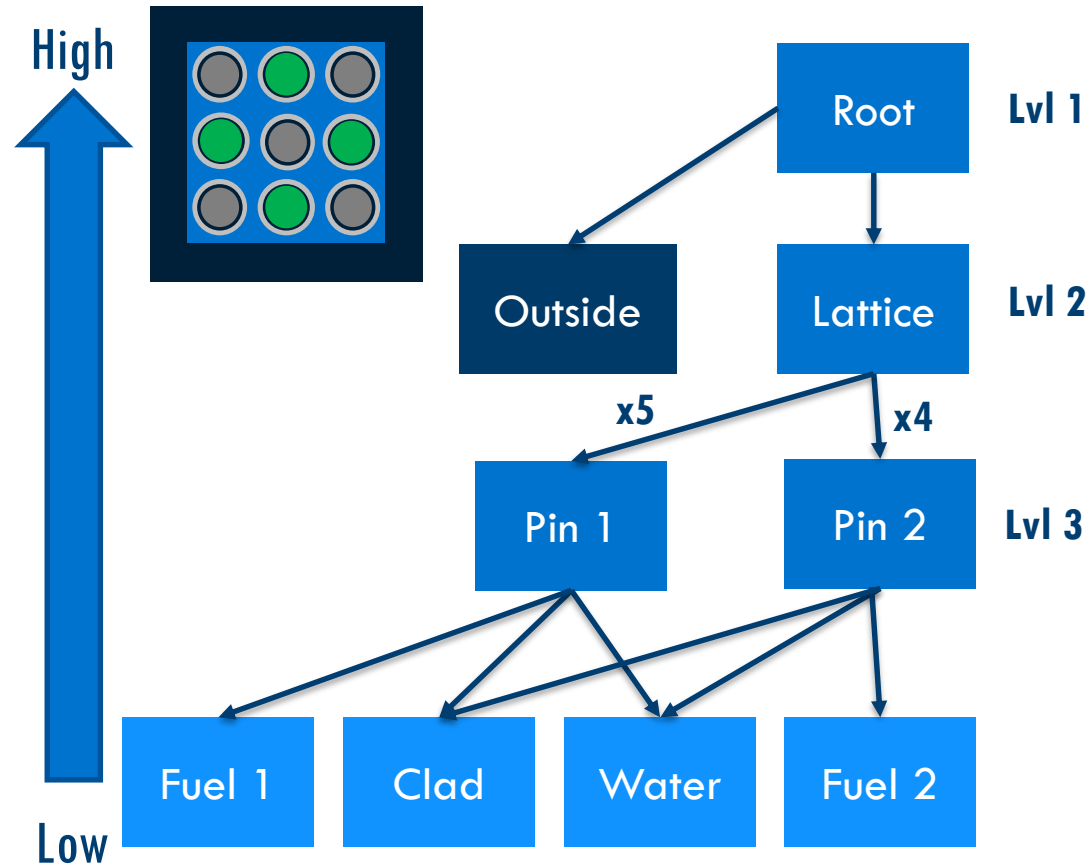 High
Root
Lvl 1
Outside
Lattice
Lvl 2
x5
x4
Pin 1
Pin 2
Lvl 3
Fuel 1
Clad
Water
Fuel 2
Low